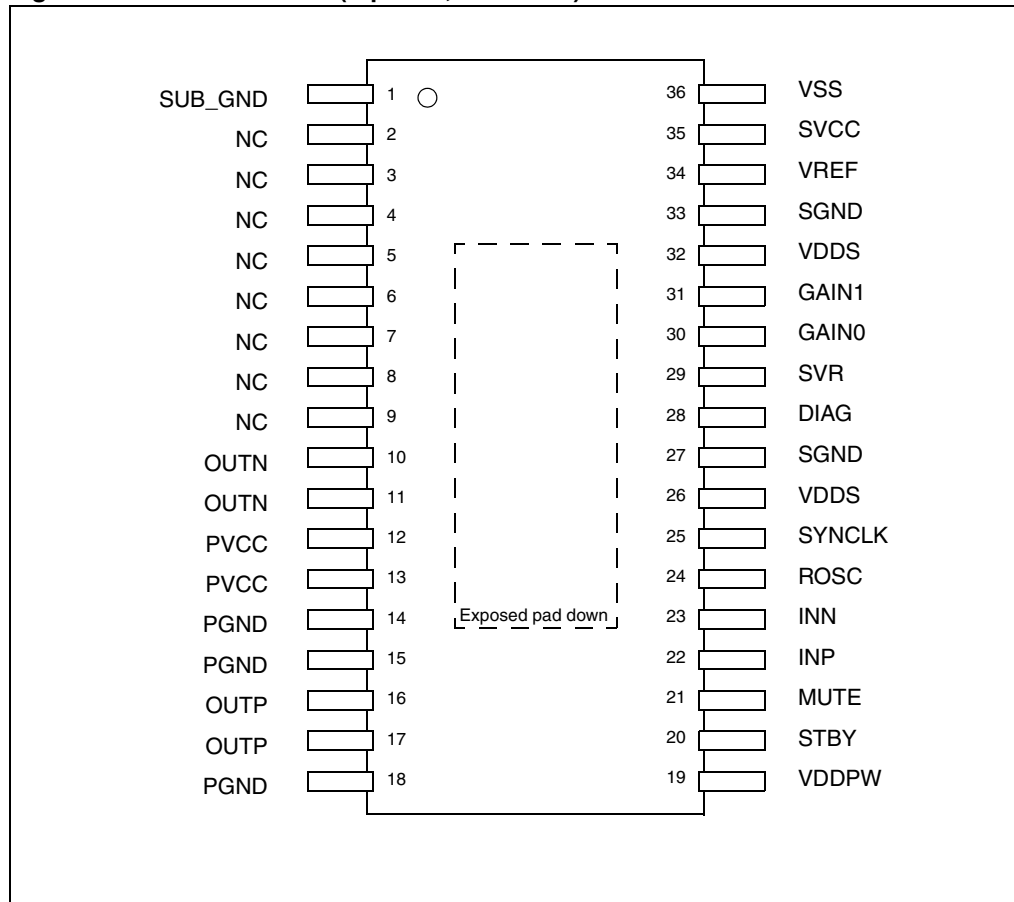 SUB_GND 1 36 VSS
NC 2 35 SVCC
NC 3 34 VREF
NC 4 33 SGND
NC 5 32 VDDS
NC 6 31 GAIN1
NC 7 30 GAIN0
NC 8 29 SVR
NC 9 28 DIAG
OUTN 10 27 SGND
OUTN 11 26 VDDS
PVCC 12 25 SYNCLK
PVCC 13 24 ROSC
PGND 14 Exposed pad down 23 INN
PGND 15 22 INP
OUTP 16 21 MUTE
OUTP 17 20 STBY
PGND 18 19 VDDPW